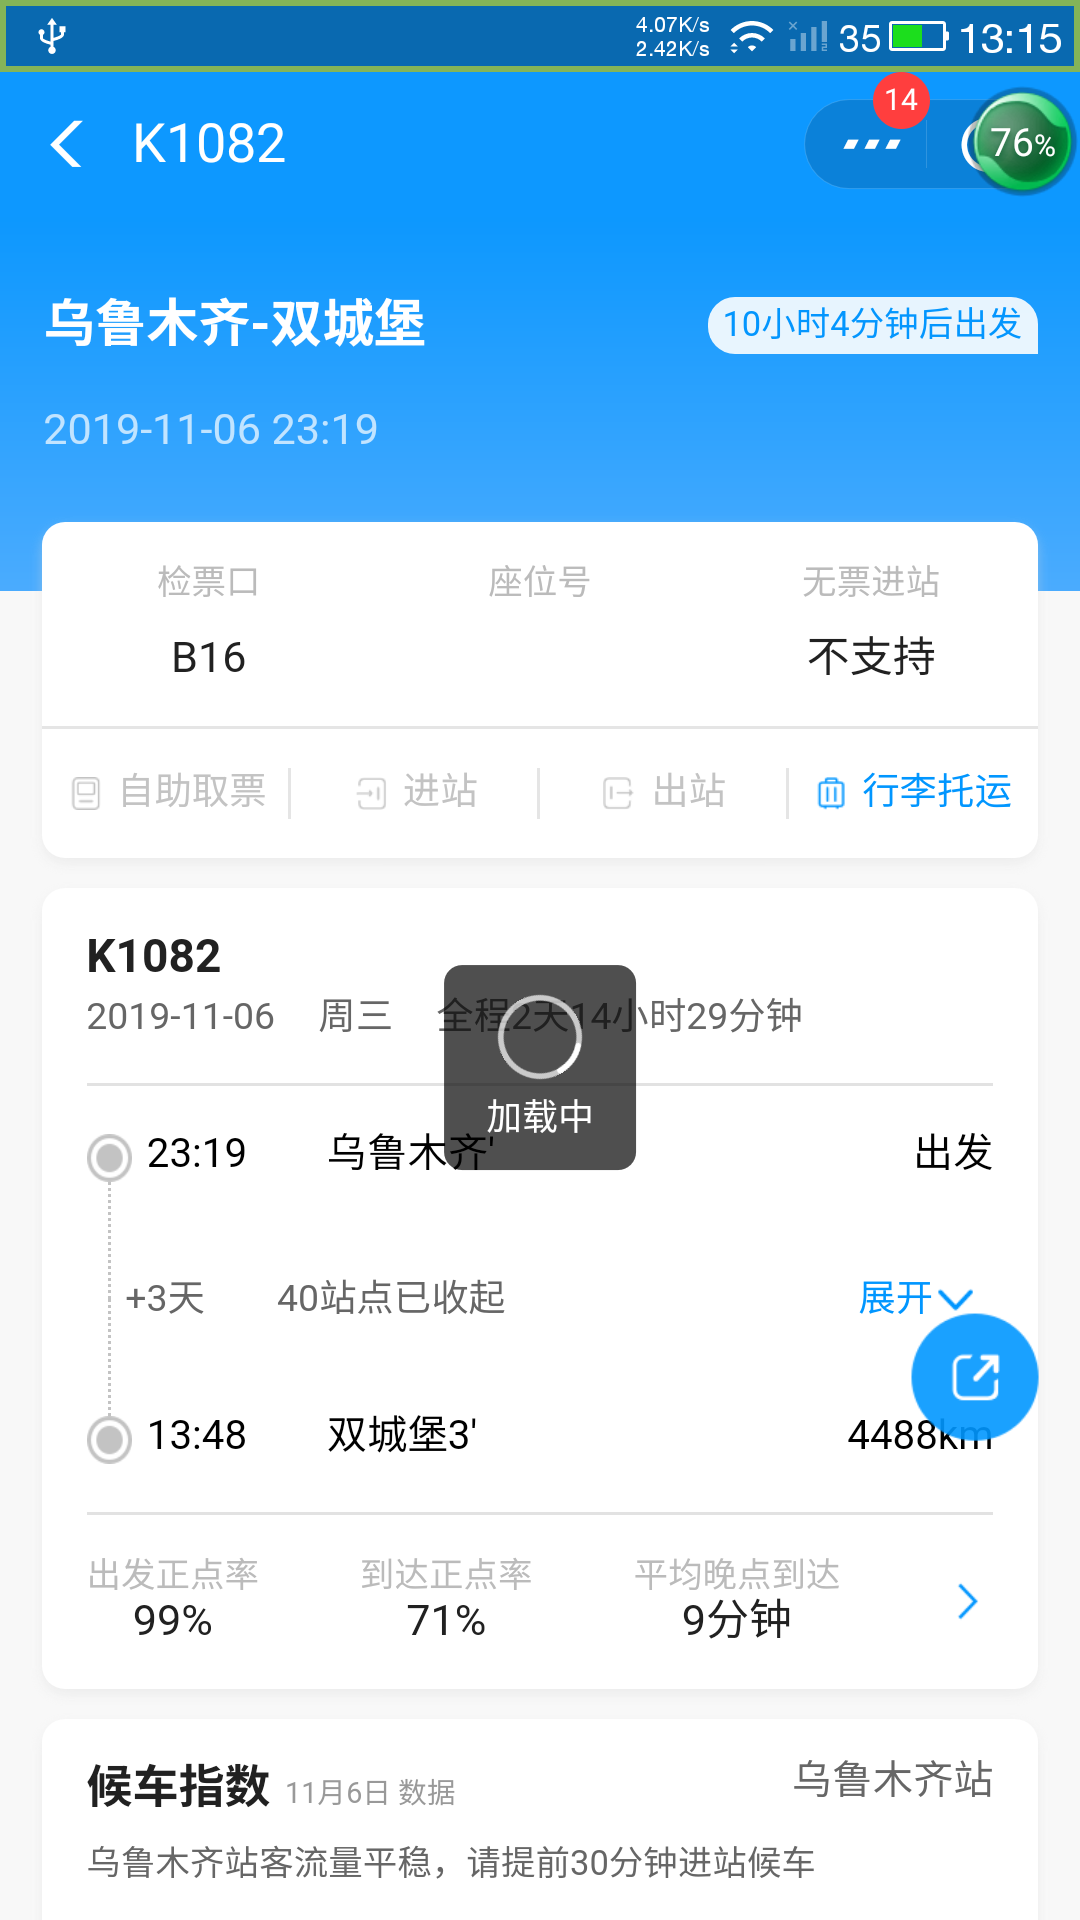 4.07K/s
2.42K/s
35
13:15
K1082
14
76%
乌鲁木齐-双城堡
10小时4分钟后出发
2019-11-06 23:19
检票口 座位号 无票进站
B16 不支持
自助取票 进站 出站 行李托运
K1082
2019-11-06 周三 全程2天14小时29分钟
加载中
23:19 乌鲁木齐' 出发
+3天 40站点已收起 展开
13:48 双城堡3' 4488km
出发正点率 到达正点率 平均晚点到达
99% 71% 9分钟
候车指数 11月6日 数据 乌鲁木齐站
乌鲁木齐站客流量平稳，请提前30分钟进站候车